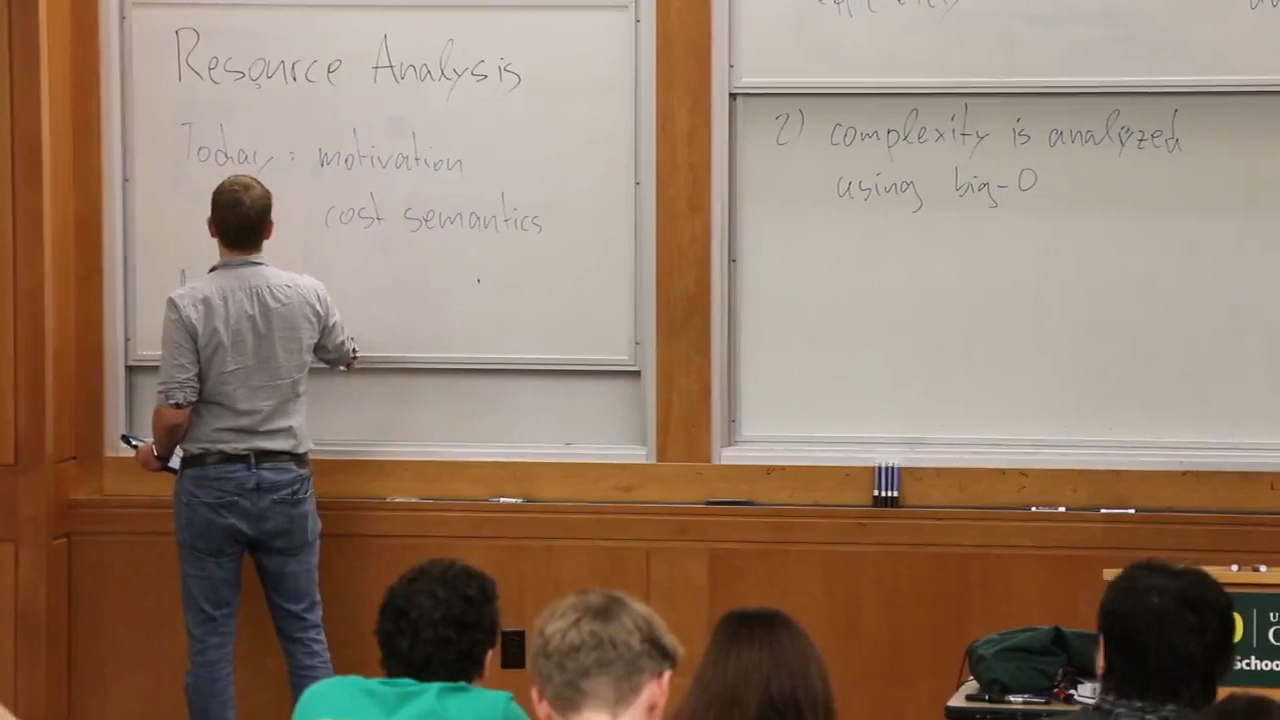 Resource Analysis
Today: motivation
cost semantics
2) complexity is analyzed
using big-O